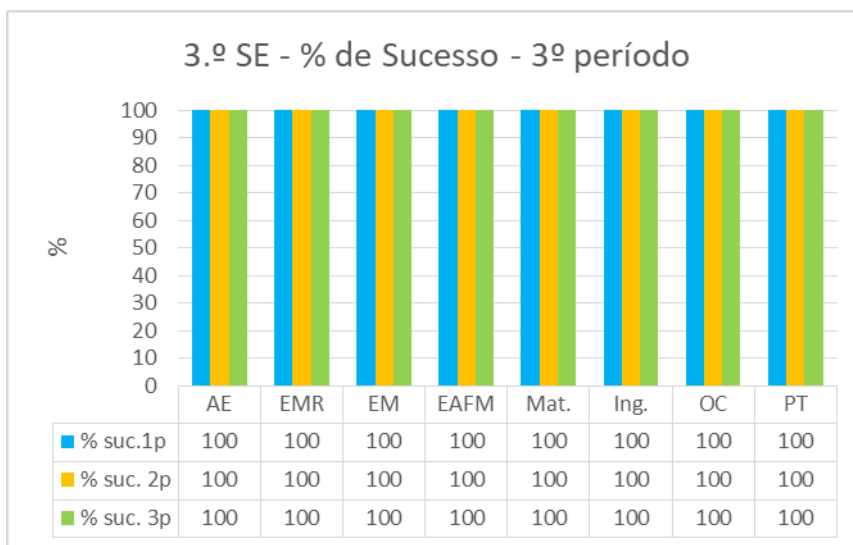 3.º SE - % de Sucesso - 3º período
100
90
80
70
60
50
40
30
20
10
0
%
AE EMR EM EAFM Mat. Ing. OC PT
% suc.1p 100 100 100 100 100 100 100 100
% suc. 2p 100 100 100 100 100 100 100 100
% suc. 3p 100 100 100 100 100 100 100 100